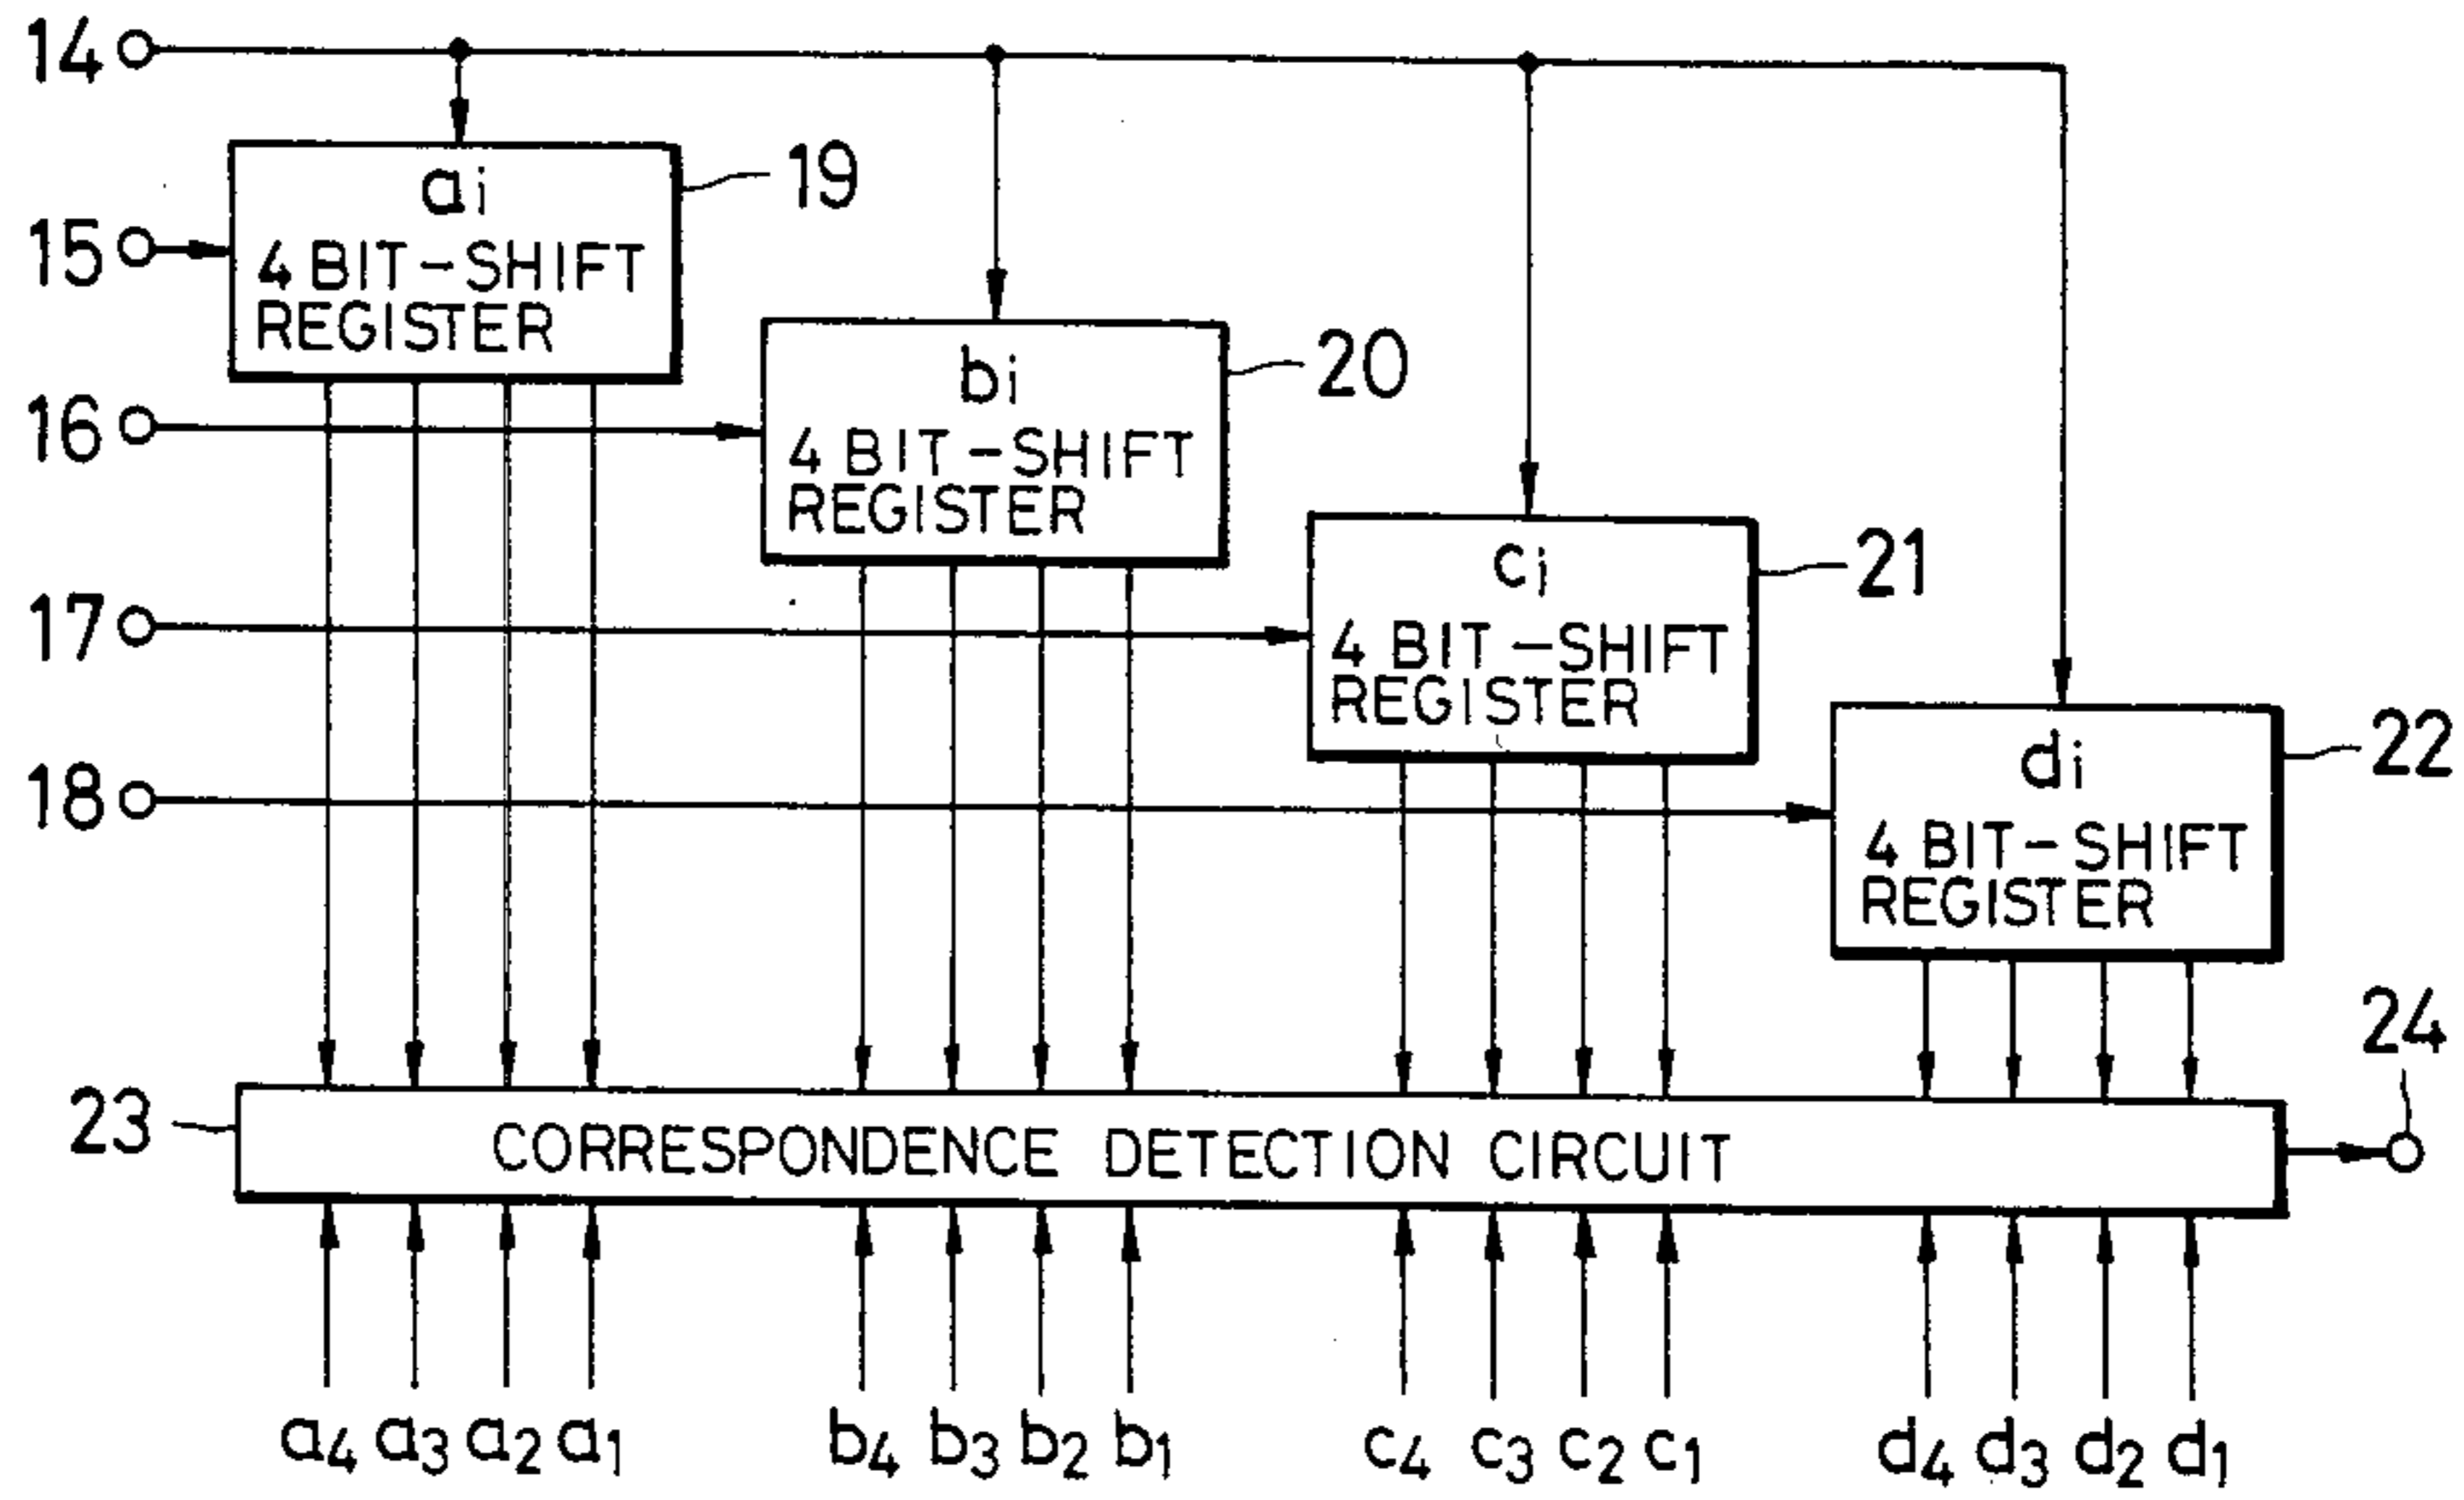 14
ai
4 BIT-SHIFT
REGISTER
19
15
16
bi
4 BIT-SHIFT
REGISTER
20
17
ci
4 BIT-SHIFT
REGISTER
21
18
di
4 BIT-SHIFT
REGISTER
22
24
23
CORRESPONDENCE DETECTION CIRCUIT
a4 a3 a2 a1 b4 b3 b2 b1 c4 c3 c2 c1 d4 d3 d2 d1